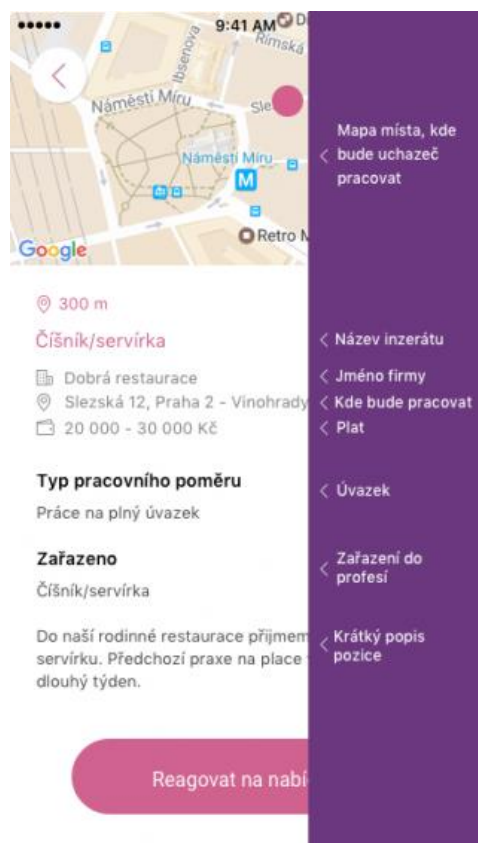 9:41 AM
D
Římská
Ibsenova
Náměstí Míru
Sle
Náměstí Míru
M
Retro
Google
Mapa místa, kde
bude uchazeč
pracovat
300 m
Číšník/servírka
Název inzerátu
Dobrá restaurace
Jméno firmy
Slezská 12, Praha 2 - Vinohrady
Kde bude pracovat
20 000 - 30 000 Kč
Plat
Typ pracovního poměru
Práce na plný úvazek
Úvazek
Zařazeno
Číšník/servírka
Zařazení do
profesí
Do naší rodinné restaurace přijmem
servírku. Předchozí praxe na place
dlouhý týden.
Krátký popis
pozice
Reagovat na nabí